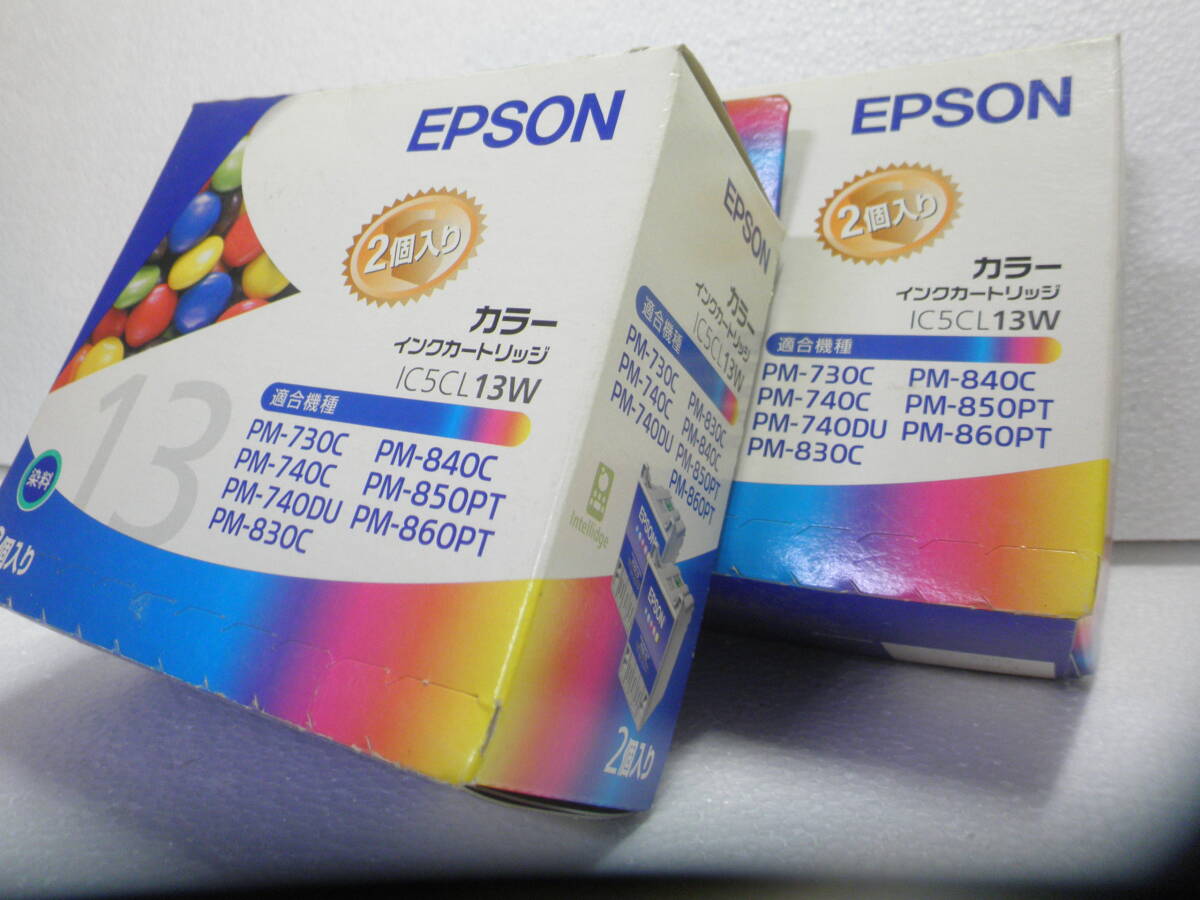 EPSON
2個入り
カラー
インクカートリッジ
IC5CL13W
適合機種
PM-730C PM-840C
PM-740C PM-850PT
PM-740DU PM-860PT
PM-830C
13
染料
2個入り
EPSON
カラー
インクカートリッジ
IC5CL13W
適合機種
PM-730C PM-830C
PM-740C PM-840C
PM-740DU PM-850PT
PM-860PT
Intellidge
EPSON
EPSON
2個入り
EPSON
2個入り
カラー
インクカートリッジ
IC5CL13W
適合機種
PM-730C PM-840C
PM-740C PM-850PT
PM-740DU PM-860PT
PM-830C